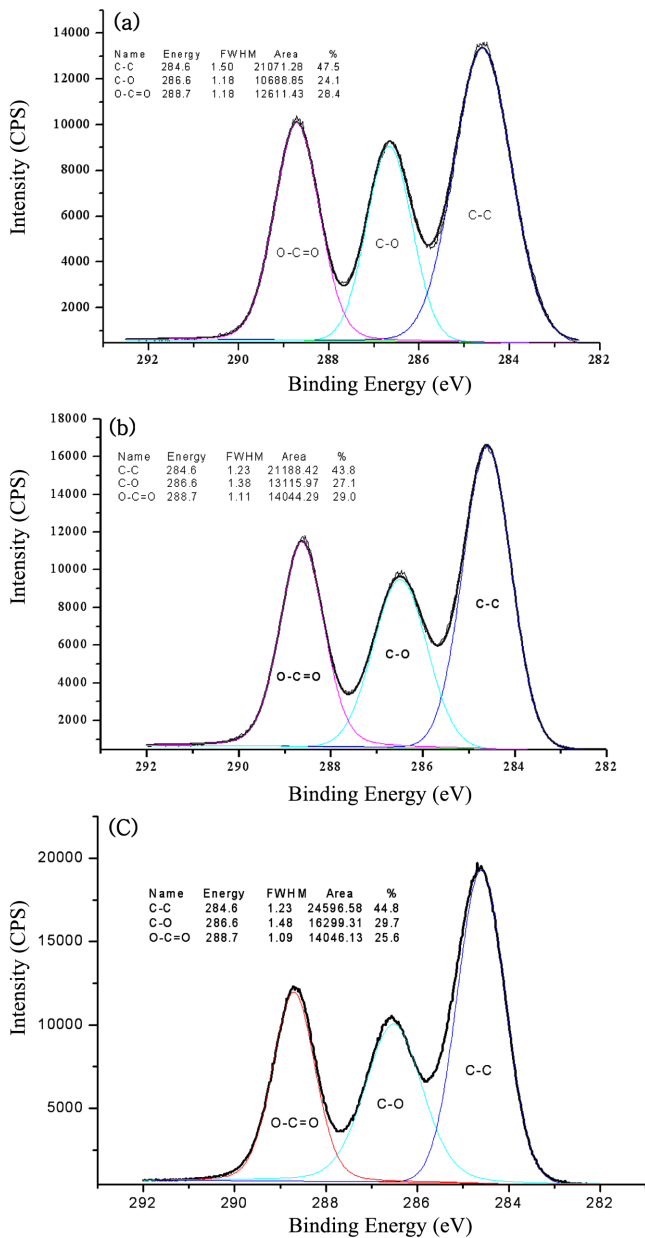 (a)
Name Energy FWHM Area %
C-C 284.6 1.50 21071.28 47.5
C-O 286.6 1.18 10688.85 24.1
O-C=O 288.7 1.18 12611.43 28.4
14000
12000
10000
8000
6000
4000
2000
Intensity (CPS)
O-C=O
C-O
C-C
292 290 288 286 284 282
Binding Energy (eV)
(b)
Name Energy FWHM Area %
C-C 284.6 1.23 21188.42 43.8
C-O 286.6 1.38 13115.97 27.1
O-C=O 288.7 1.11 14044.29 29.0
18000
16000
14000
12000
10000
8000
6000
4000
2000
Intensity (CPS)
O-C=O
C-O
C-C
292 290 288 286 284 282
Binding Energy (eV)
(C)
Name Energy FWHM Area %
C-C 284.6 1.23 24596.58 44.8
C-O 286.6 1.48 16299.31 29.7
O-C=O 288.7 1.09 14046.13 25.6
20000
15000
10000
5000
Intensity (CPS)
O-C=O
C-O
C-C
292 290 288 286 284 282
Binding Energy (eV)